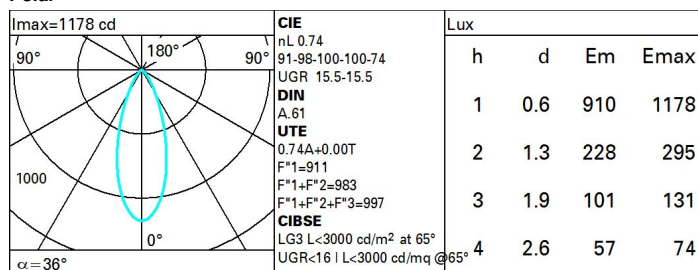 Imax=1178 cd
90°
180°
90°
1000
0°
α=36°
CIE
nL 0.74
91-98-100-100-74
UGR 15.5-15.5
DIN
A.61
UTE
0.74A+0.00T
F"1=911
F"1+F"2=983
F"1+F"2+F"3=997
CIBSE
LG3 L<3000 cd/m² at 65°
UGR<16 | L<3000 cd/mq @65°
Lux
h d Em Emax
1 0.6 910 1178
2 1.3 228 295
3 1.9 101 131
4 2.6 57 74